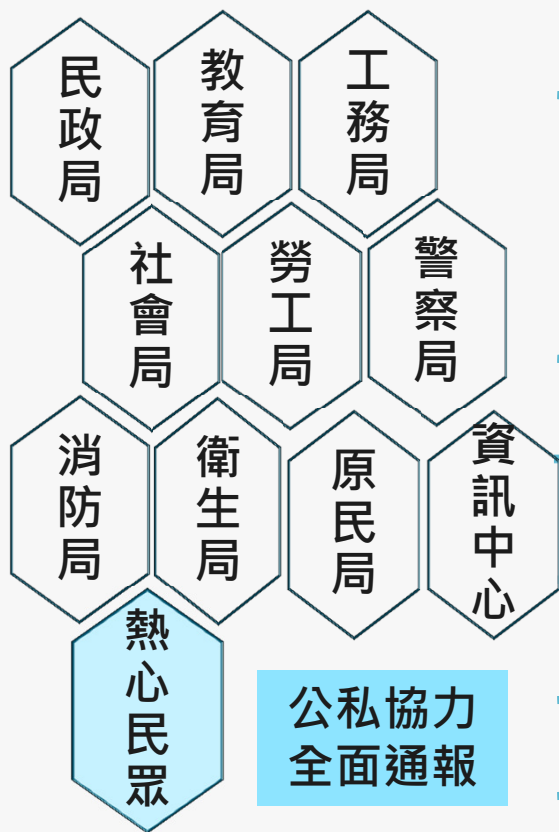 民政局
教育局
工務局
社會局
勞工局
警察局
消防局
衛生局
原民局
資訊中心
熱心民眾
公私協力
全面通報